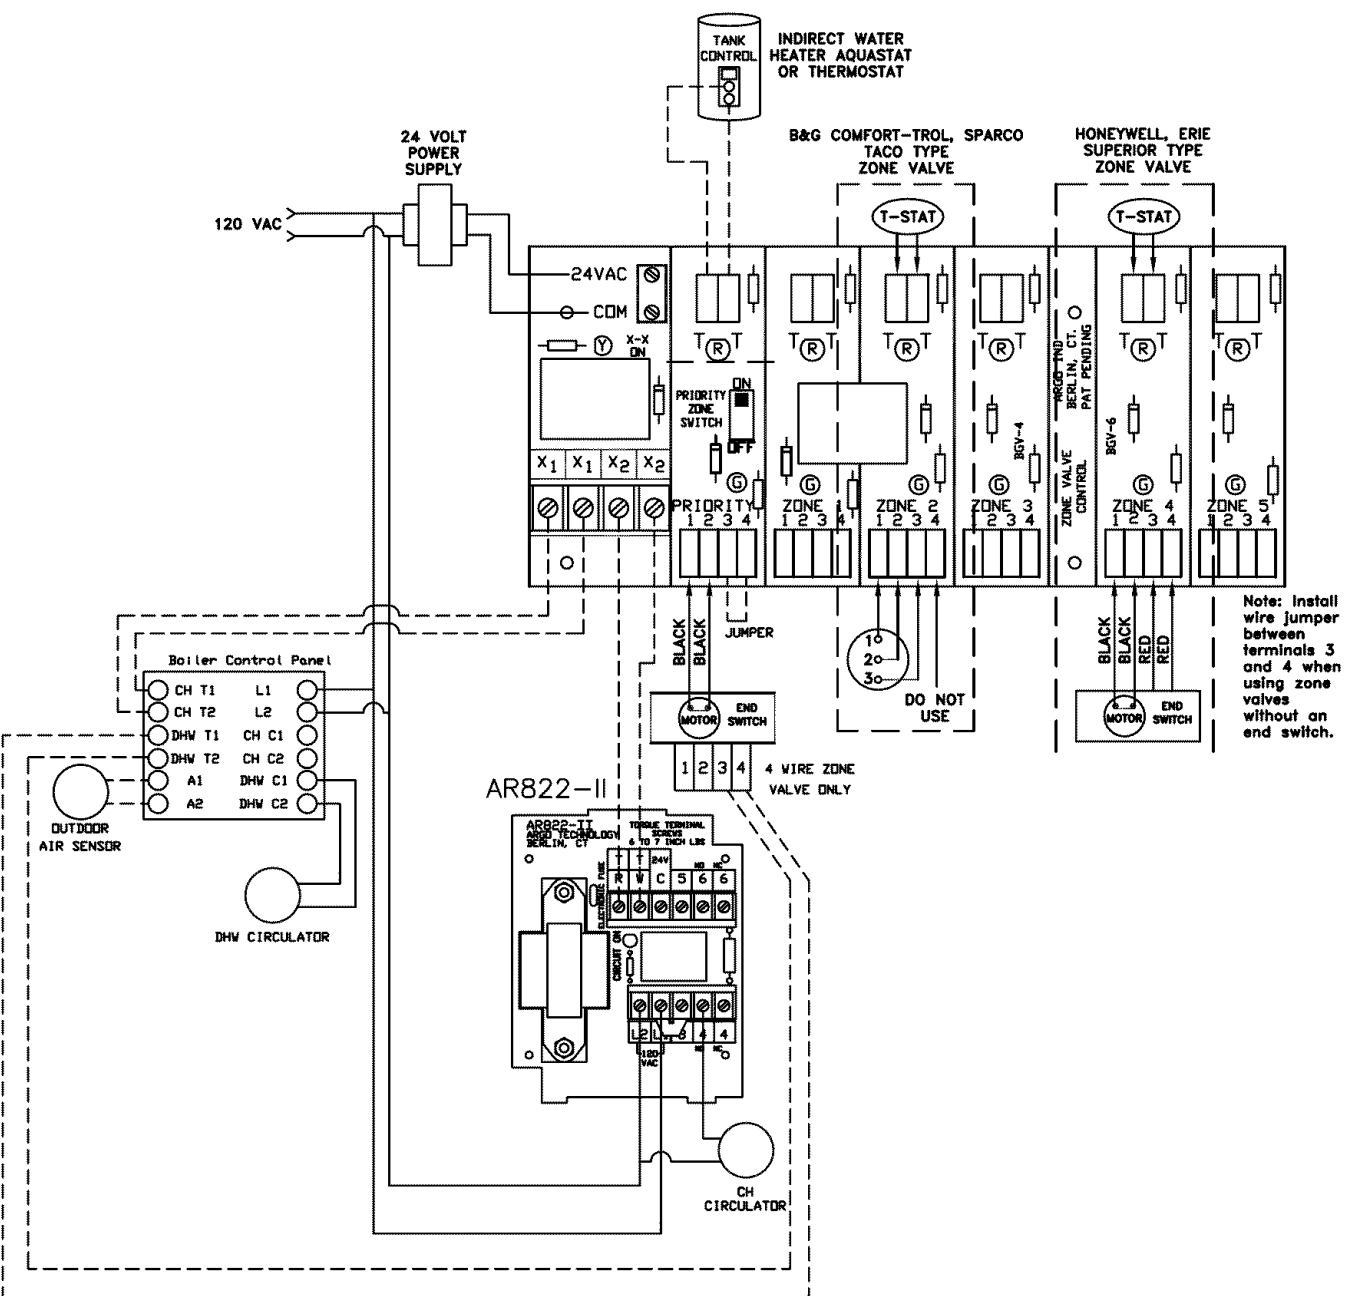 TANK
CONTROL
INDIRECT WATER
HEATER AQUASTAT
OR THERMOSTAT
24 VOLT
POWER
SUPPLY
B&G COMFORT-TROL, SPARCO
TACO TYPE
ZONE VALVE
HONEYWELL, ERIE
SUPERIOR TYPE
ZONE VALVE
120 VAC
T-STAT
T-STAT
24VAC
COM
Y
X-X
ON
T R T
T R T
T R T
T R T
T R T
T R T
ARGO IND
BERLIN, CT.
PAT PENDING
PRIORITY
ZONE
SWITCH
ON
OFF
BGV-4
BGV-6
ZONE VALVE
CONTROL
X1 X1 X2 X2
G
G
G
G
G
PRIORITY
ZONE 1
ZONE 2
ZONE 3
ZONE 4
ZONE 5
1 2 3 4
1 2 3 4
1 2 3 4
1 2 3 4
1 2 3 4
1 2 3 4
BLACK
BLACK
JUMPER
1
2
3
DO NOT
USE
BLACK
BLACK
RED
RED
MOTOR
END
SWITCH
Note: Install
wire jumper
between
terminals 3
and 4 when
using zone
valves
without an
end switch.
MOTOR
END
SWITCH
1 2 3 4
4 WIRE ZONE
VALVE ONLY
Boiler Control Panel
CH T1 L1
CH T2 L2
DHW T1 CH C1
DHW T2 CH C2
A1 DHW C1
A2 DHW C2
OUTDOOR
AIR SENSOR
DHW CIRCULATOR
AR822-II
AR822-II
ARGO TECHNOLOGY
BERLIN, CT
TORQUE TERMINAL
SCREWS
6 TO 7 INCH LBS
ELECTRONIC FUSE
T T 24V NO NC
R W C 5 6 6
CIRCUIT ON
L2 L1 3 4 4
120
VAC
NO NC
CH
CIRCULATOR